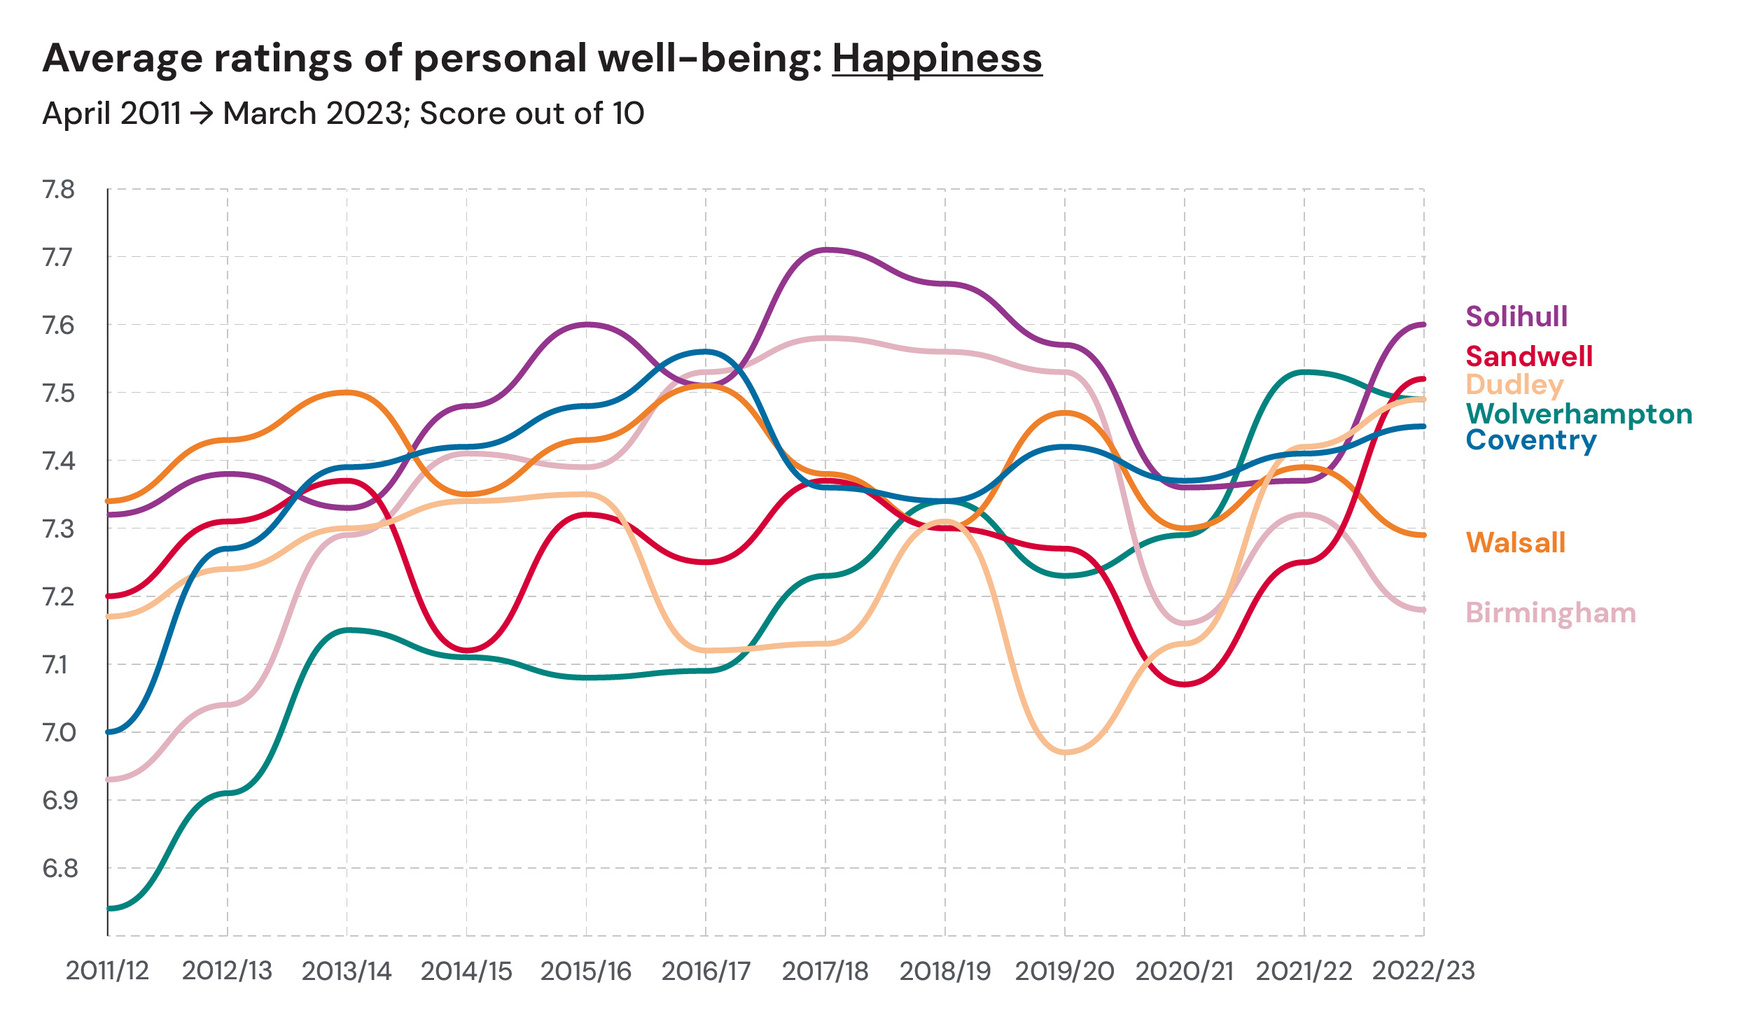 Average ratings of personal well-being: Happiness
April 2011 → March 2023; Score out of 10
7.8
7.7
7.6
7.5
7.4
7.3
7.2
7.1
7.0
6.9
6.8
Solihull
Sandwell
Dudley
Wolverhampton
Coventry
Walsall
Birmingham
2011/12 2012/13 2013/14 2014/15 2015/16 2016/17 2017/18 2018/19 2019/20 2020/21 2021/22 2022/23